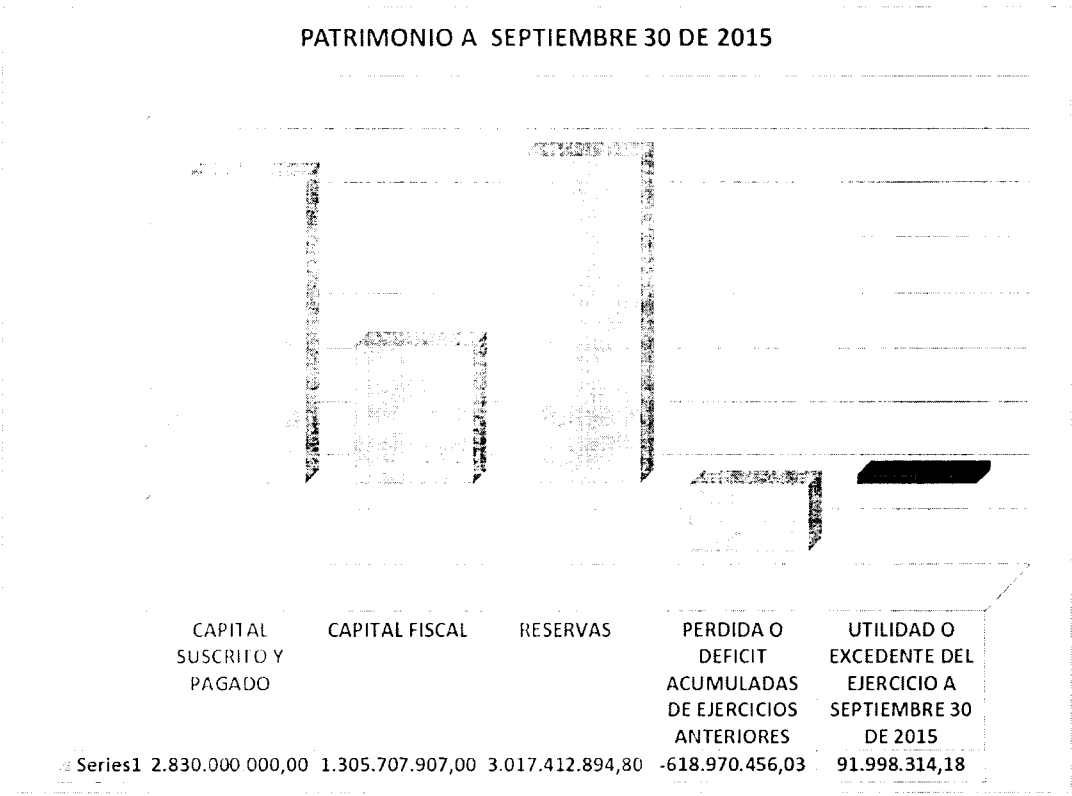 PATRIMONIO A SEPTIEMBRE 30 DE 2015
CAPITAL SUSCRITO Y PAGADO
CAPITAL FISCAL
RESERVAS
PERDIDA O DEFICIT ACUMULADAS DE EJERCICIOS ANTERIORES
UTILIDAD O EXCEDENTE DEL EJERCICIO A SEPTIEMBRE 30 DE 2015
Series1 2.830.000.000,00 1.305.707.907,00 3.017.412.894,80 -618.970.456,03 91.998.314,18